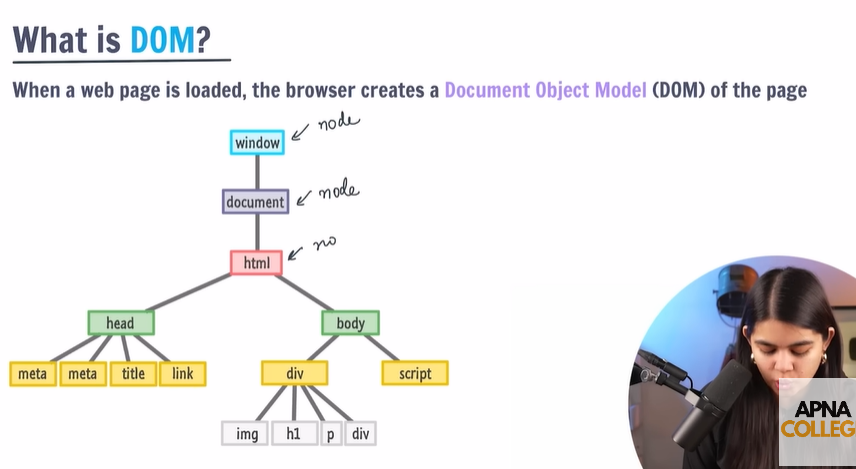 What is DOM?
When a web page is loaded, the browser creates a Document Object Model (DOM) of the page
window
node
document
node
html
no
head
body
meta meta title link
div
script
img h1 p div
APNA
COLLEG